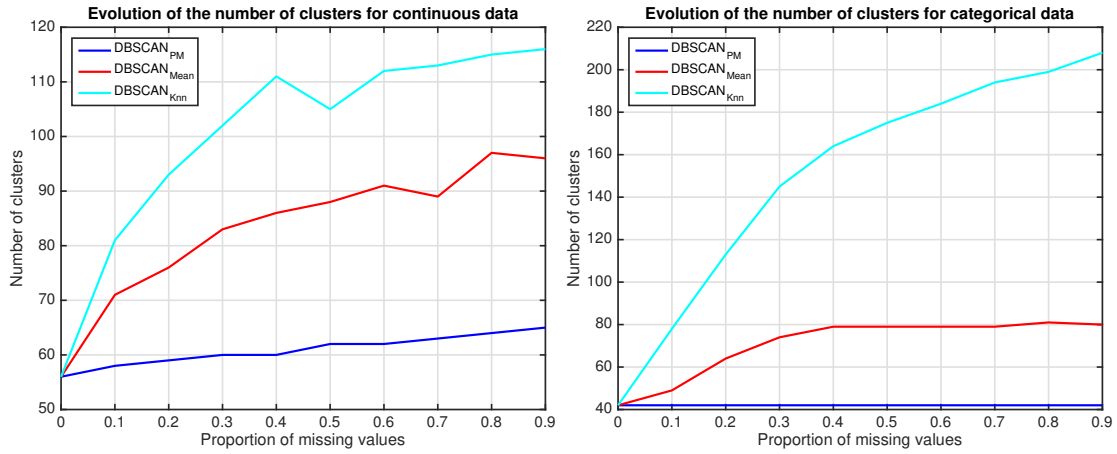 Evolution of the number of clusters for continuous data
120
110
100
90
80
70
60
50
Number of clusters
DBSCAN_PM
DBSCAN_Mean
DBSCAN_Knn
0 0.1 0.2 0.3 0.4 0.5 0.6 0.7 0.8 0.9
Proportion of missing values
Evolution of the number of clusters for categorical data
220
200
180
160
140
120
100
80
60
40
Number of clusters
DBSCAN_PM
DBSCAN_Mean
DBSCAN_Knn
0 0.1 0.2 0.3 0.4 0.5 0.6 0.7 0.8 0.9
Proportion of missing values